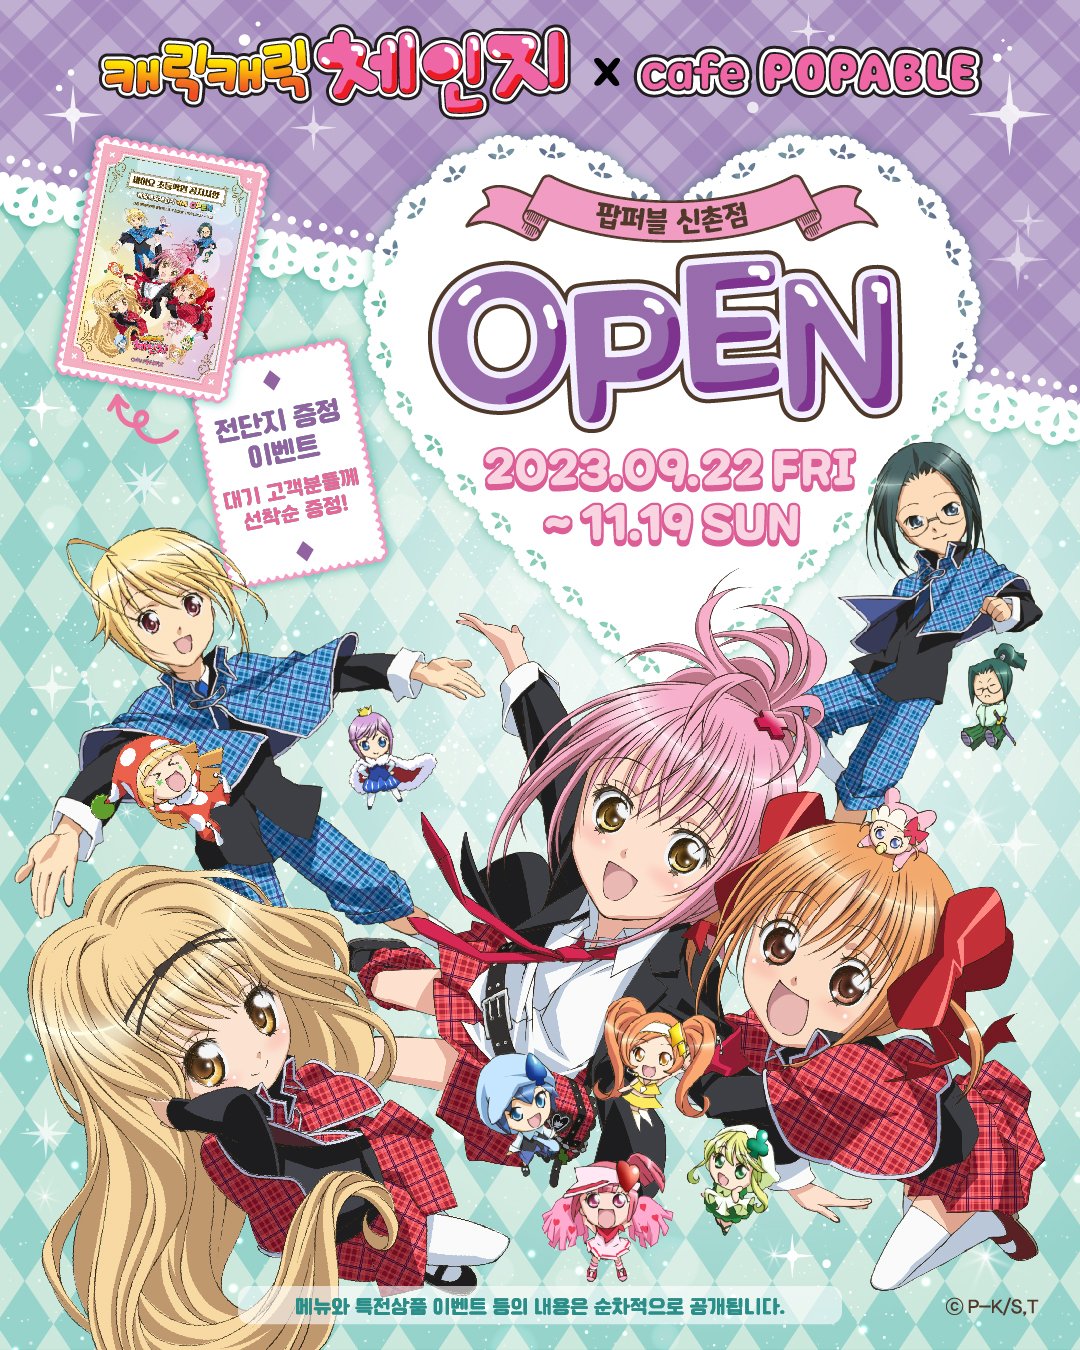 캐릭캐릭 체인지 x cafe POPABLE
팝퍼블 신촌점
OPEN
2023.09.22 FRI
~ 11.19 SUN
전단지 증정
이벤트
대기 고객분들께
선착순 증정!
메뉴와 특전상품 이벤트 등의 내용은 순차적으로 공개됩니다.
© P-K/S,T